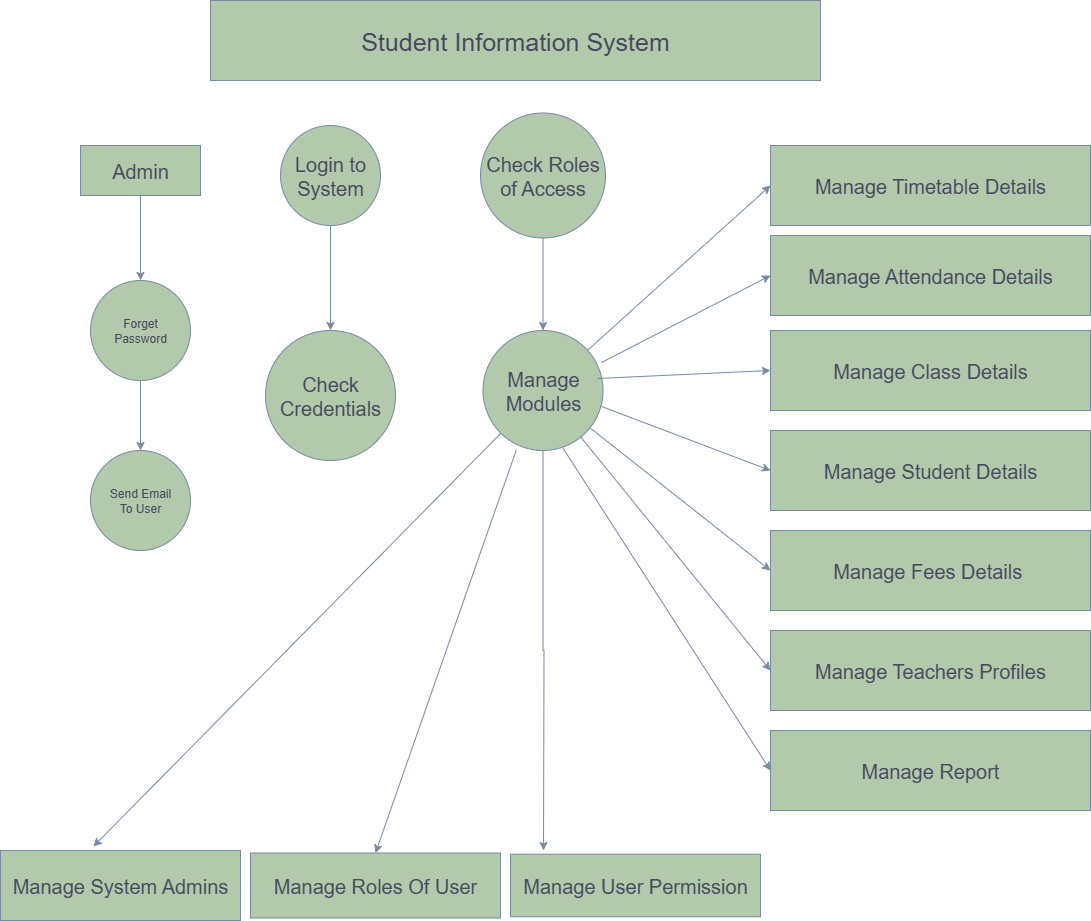 Student Information System
Admin
Login to
System
Check Roles
of Access
Manage Timetable Details
Manage Attendance Details
Forget
Password
Check
Credentials
Manage
Modules
Manage Class Details
Manage Student Details
Send Email
To User
Manage Fees Details
Manage Teachers Profiles
Manage Report
Manage System Admins
Manage Roles Of User
Manage User Permission